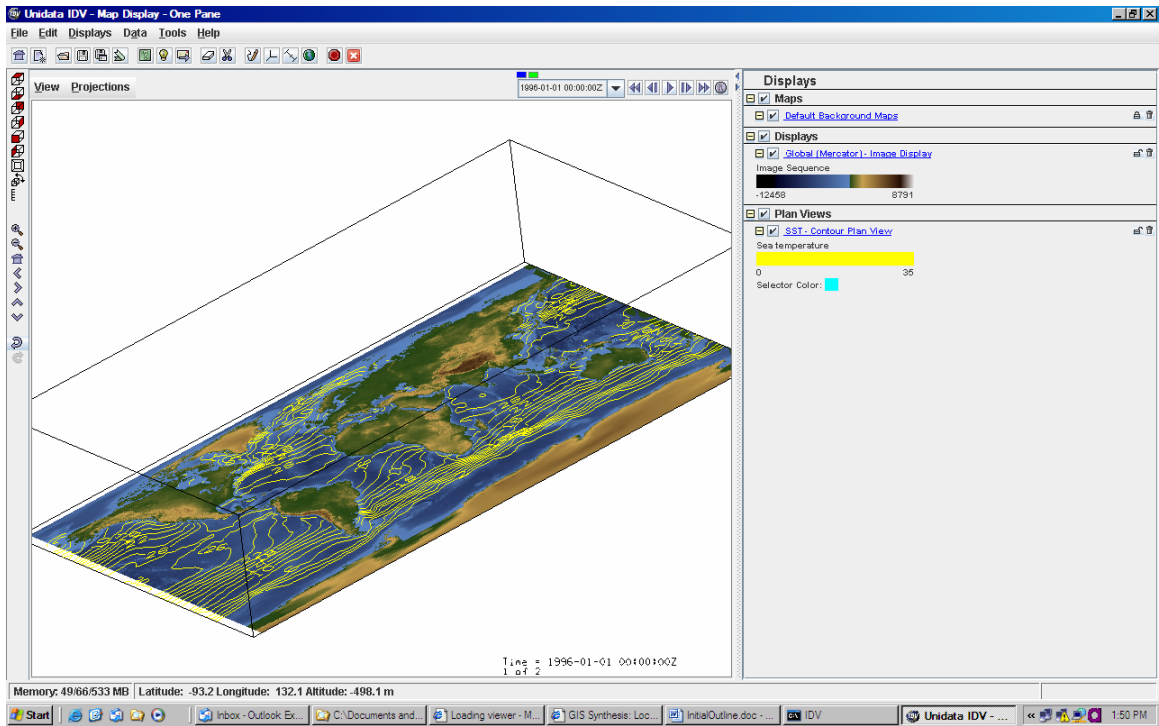 Unidata IDV - Map Display - One Pane
File Edit Displays Data Tools Help
View Projections
1996-01-01 00:00:00Z
Displays
Maps
Default Background Maps
Displays
Global (Mercator) - Image Display
Image Sequence
-12458 8791
Plan Views
SST - Contour Plan View
Sea temperature
0 35
Selector Color:
Time = 1996-01-01 00:00:00Z
1 of 2
Memory: 49/66/533 MB Latitude: -93.2 Longitude: 132.1 Altitude: -498.1 m
Start Inbox - Outlook Ex... C:\Documents and... Loading viewer - M... GIS Synthesis: Loc... InitialOutline.doc - ... IDV Unidata IDV - ... 1:50 PM